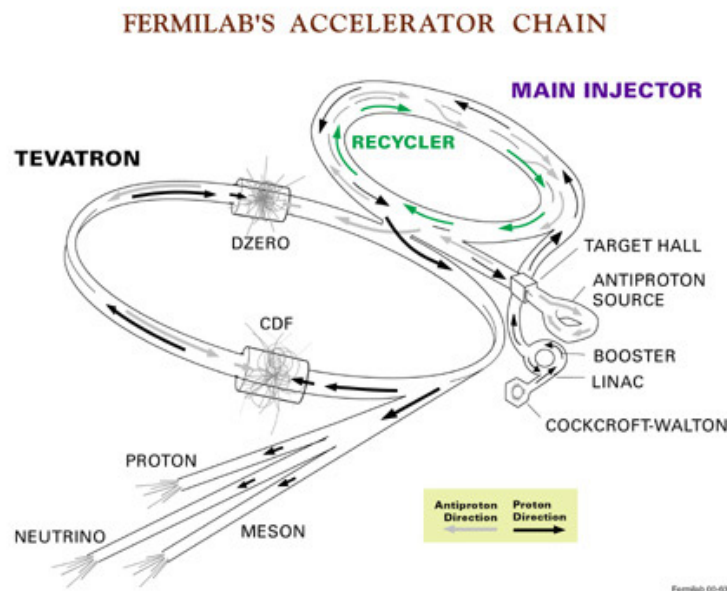 FERMILAB'S ACCELERATOR CHAIN
MAIN INJECTOR
RECYCLER
TEVATRON
DZERO
TARGET HALL
ANTIPROTON
SOURCE
CDF
BOOSTER
LINAC
COCKCROFT-WALTON
PROTON
NEUTRINO
MESON
Antiproton
Direction
Proton
Direction
Fermilab